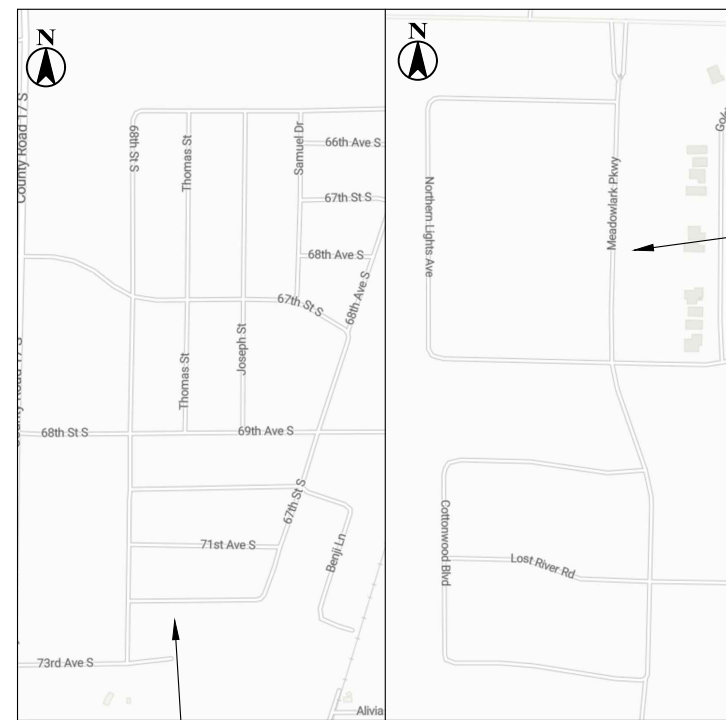 N
County Road 17 S
68th St S
Thomas St
Samuel Dr
66th Ave S
67th St S
68th Ave S
67th St S
68th Ave S
Thomas St
Joseph St
68th St S
69th Ave S
67th St S
71st Ave S
Benji Ln
73rd Ave S
Alivia
N
Northern Lights Ave
Meadowlark Pkwy
Cottonwood Blvd
Lost River Rd